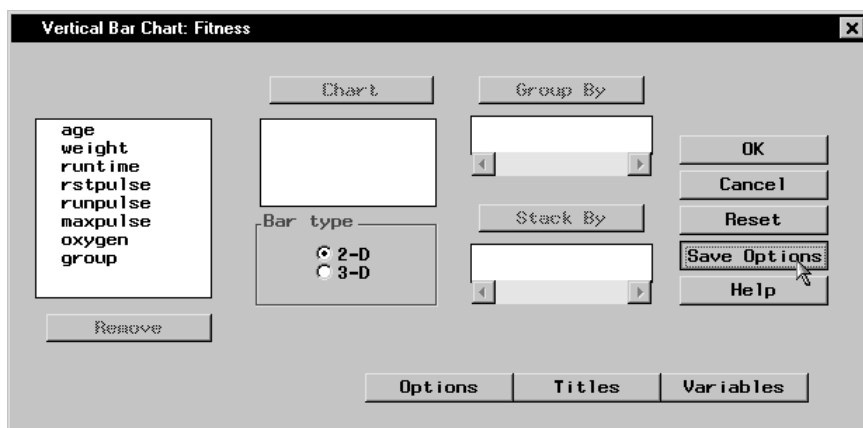 Vertical Bar Chart: Fitness
Chart
Group By
age
weight
runtime
rstpulse
runpulse
maxpulse
oxygen
group
OK
Cancel
Bar type
Stack By
Reset
2-D
3-D
Save Options
Help
Remove
Options
Titles
Variables